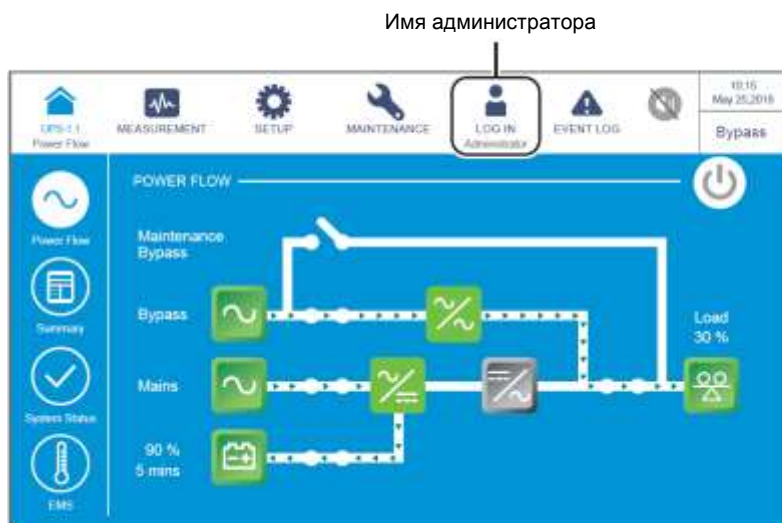 Имя администратора
10:15
May 25,2018
UPS-1.1
MEASUREMENT
SETUP
MAINTENANCE
LOG IN
EVENT LOG
Power Flow
Administrator
Bypass
POWER FLOW
Power Flow
Maintenance
Bypass
Summary
Bypass
Load
30 %
Mains
System Status
90 %
5 mins
EMS